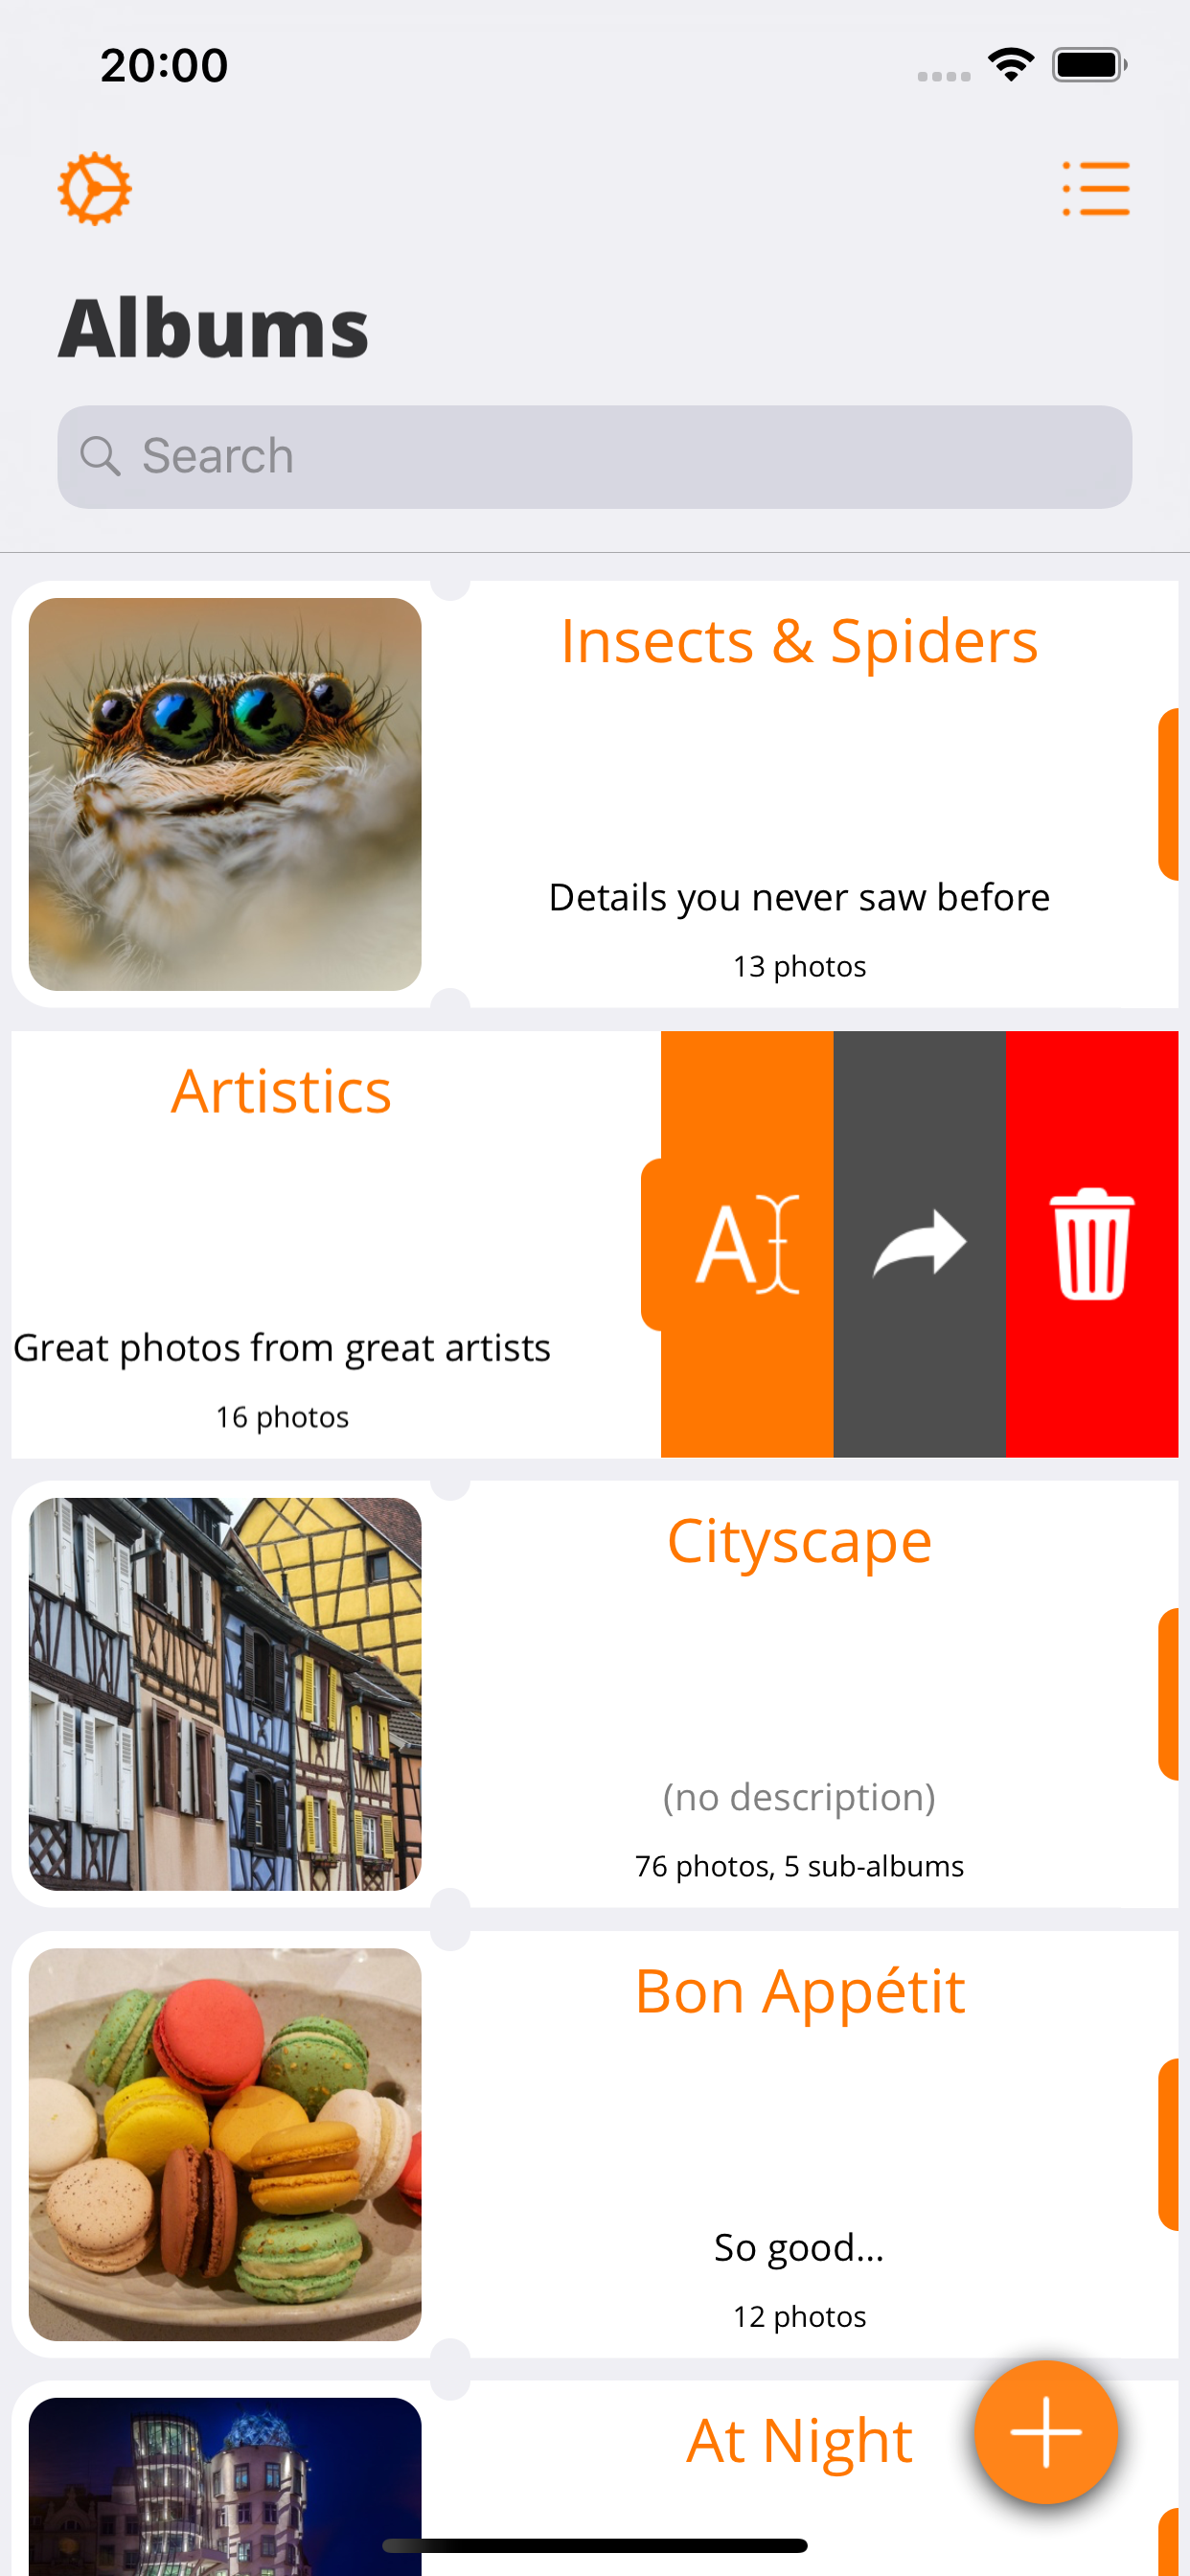 20:00
Albums
Search
Insects & Spiders
Details you never saw before
13 photos
Artistics
Great photos from great artists
16 photos
Cityscape
(no description)
76 photos, 5 sub-albums
Bon Appétit
So good...
12 photos
At Night